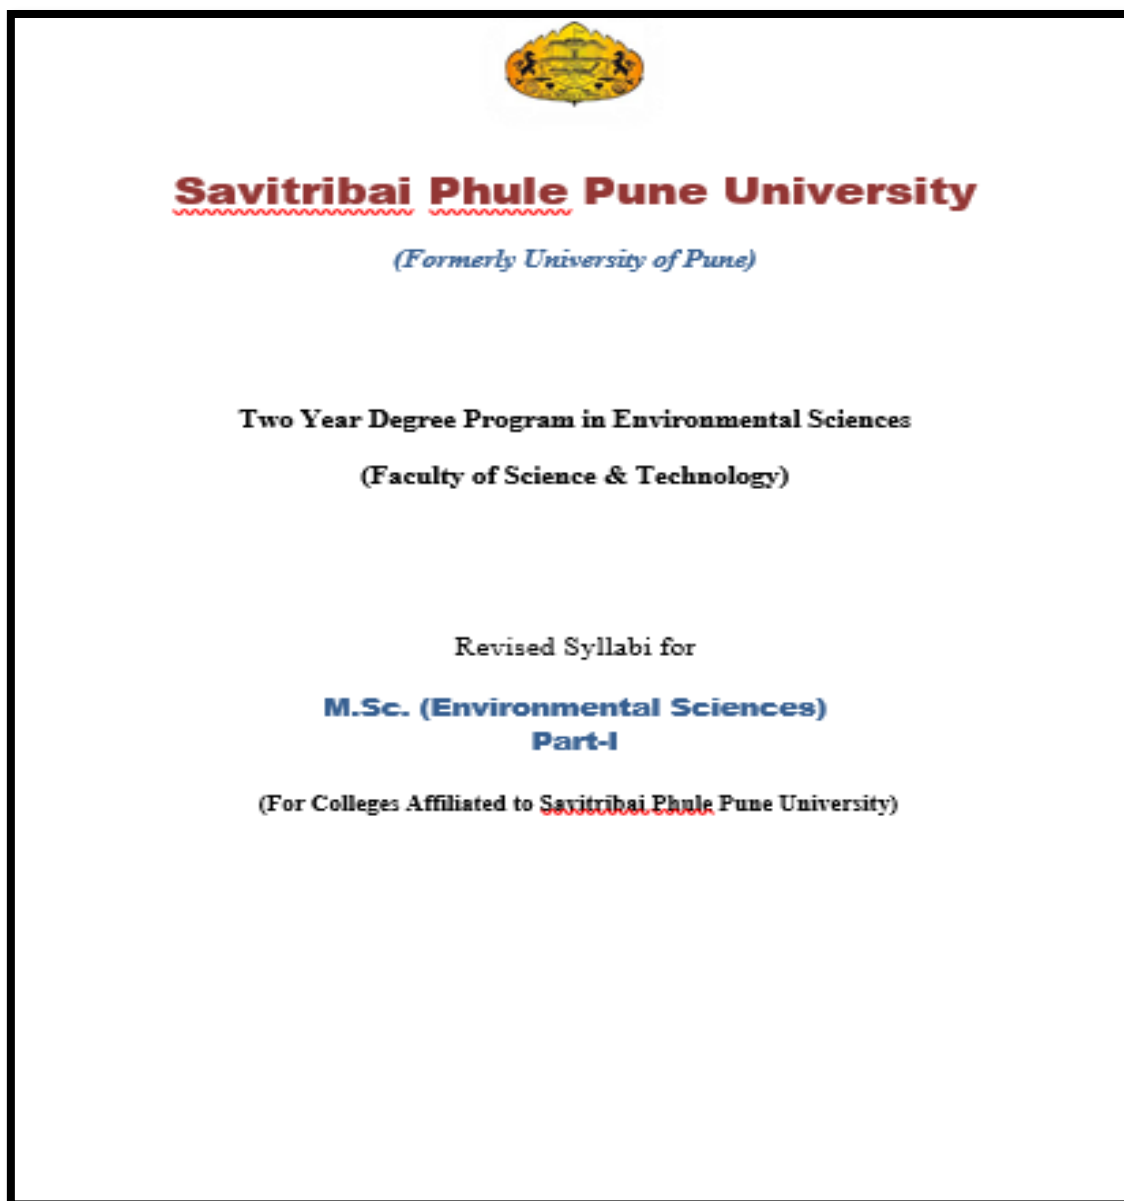 Savitribai Phule Pune University
(Formerly University of Pune)
Two Year Degree Program in Environmental Sciences
(Faculty of Science & Technology)
Revised Syllabi for
M.Sc. (Environmental Sciences)
Part-I
(For Colleges Affiliated to Savitribai Phule Pune University)